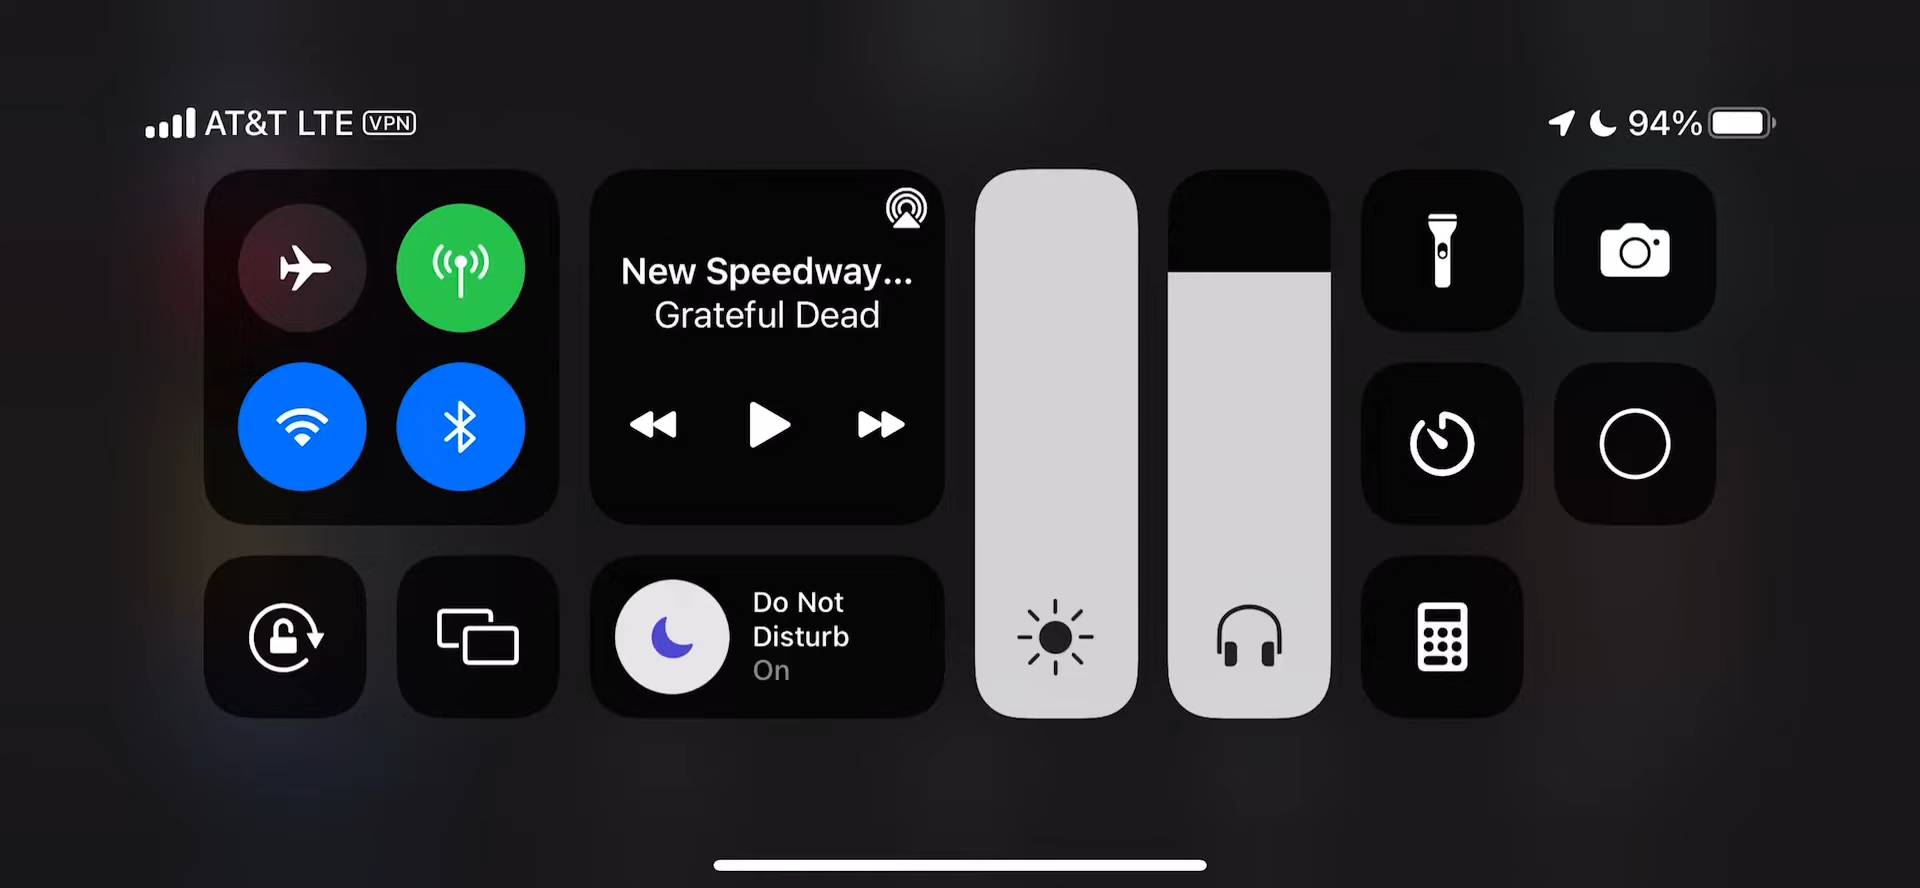 AT&T LTE VPN
94%
New Speedway...
Grateful Dead
Do Not
Disturb
On